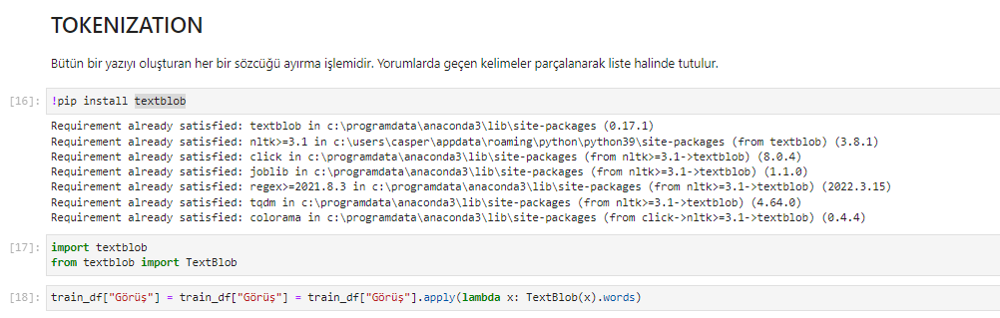 TOKENIZATION
Bütün bir yazıyı oluşturan her bir sözcüğü ayırma işlemidir. Yorumlarda geçen kelimeler parçalanarak liste halinde tutulur.
[16]: !pip install textblob
Requirement already satisfied: textblob in c:\programdata\anaconda3\lib\site-packages (0.17.1)
Requirement already satisfied: nltk>=3.1 in c:\users\casper\appdata\roaming\python\python39\site-packages (from textblob) (3.8.1)
Requirement already satisfied: click in c:\programdata\anaconda3\lib\site-packages (from nltk>=3.1->textblob) (8.0.4)
Requirement already satisfied: joblib in c:\programdata\anaconda3\lib\site-packages (from nltk>=3.1->textblob) (1.1.0)
Requirement already satisfied: regex>=2021.8.3 in c:\programdata\anaconda3\lib\site-packages (from nltk>=3.1->textblob) (2022.3.15)
Requirement already satisfied: tqdm in c:\programdata\anaconda3\lib\site-packages (from nltk>=3.1->textblob) (4.64.0)
Requirement already satisfied: colorama in c:\programdata\anaconda3\lib\site-packages (from click->nltk>=3.1->textblob) (0.4.4)
[17]: import textblob
from textblob import TextBlob
[18]: train_df["Görüş"] = train_df["Görüş"] = train_df["Görüş"].apply(lambda x: TextBlob(x).words)